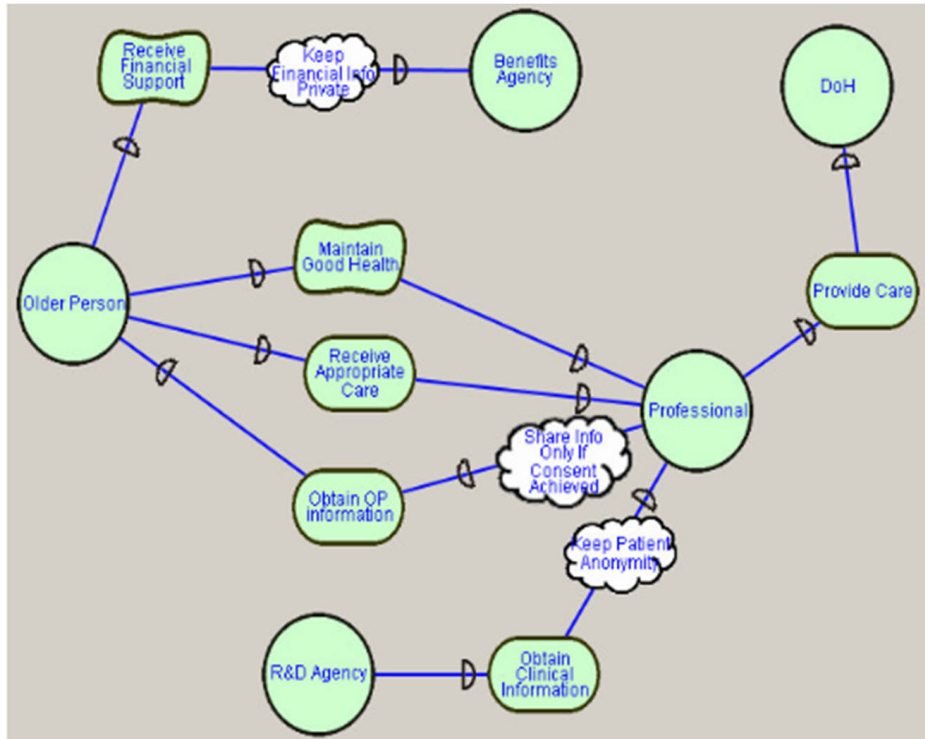 Receive
Financial
Support
Keep
Financial Info
Private
Benefits
Agency
DoH
Maintain
Good Health
Older Person
Provide Care
Receive
Appropriate
Care
Professional
Share Info
Only If
Consent
Achieved
Obtain OP
information
Keep Patient
Anonymity
R&D Agency
Obtain
Clinical
Information